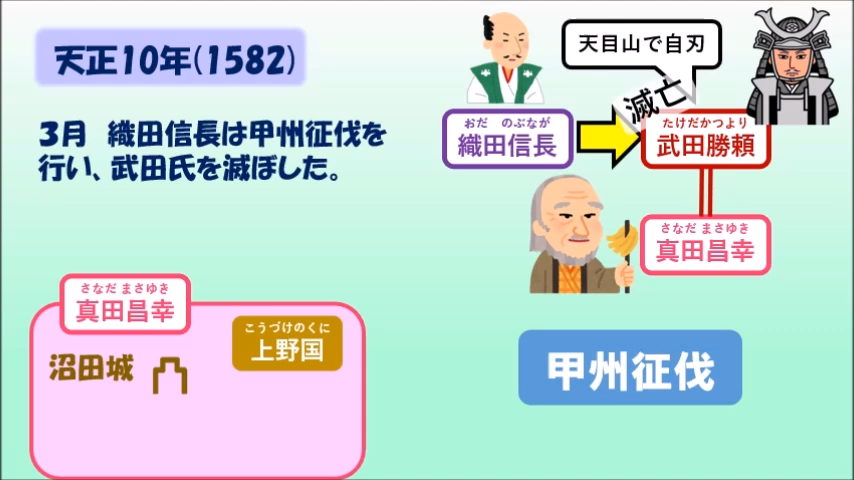 天正10年(1582)
3月 織田信長は甲州征伐を
行い、武田氏を滅ぼした。
天目山で自刃
滅亡
おだ のぶなが
織田信長
たけだかつより
武田勝頼
さなだ まさゆき
真田昌幸
さなだ まさゆき
真田昌幸
こうづけのくに
上野国
沼田城
甲州征伐